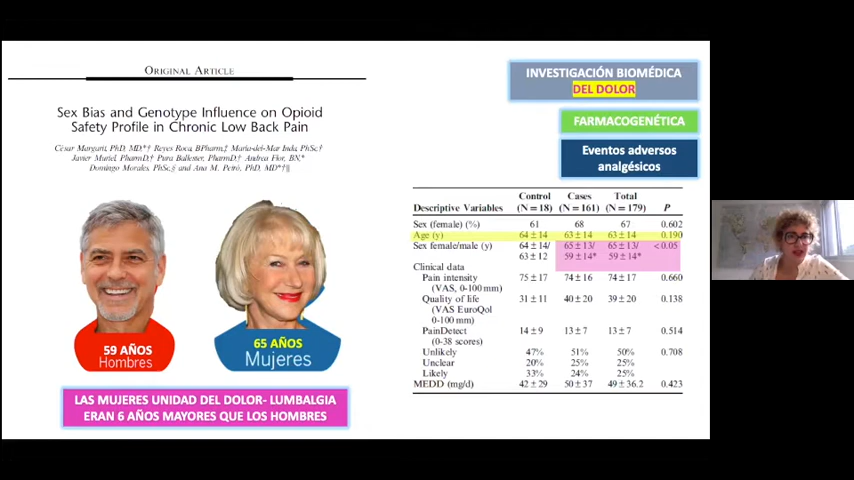 ORIGINAL ARTICLE
Sex Bias and Genotype Influence on Opioid
Safety Profile in Chronic Low Back Pain
César Margarit, PhD, MD,*† Reyes Roca, BPharm,‡ María-del-Mar Inda, PhSc,†
Javier Muriel, PharmD,† Pura Ballester, PharmD,† Andrea Flor, BN,*
Domingo Morales, PhSc,§ and Ana M. Peiró, PhD, MD*†‡¶
59 AÑOS
Hombres
65 AÑOS
Mujeres
LAS MUJERES UNIDAD DEL DOLOR- LUMBALGIA
ERAN 6 AÑOS MAYORES QUE LOS HOMBRES
INVESTIGACIÓN BIOMÉDICA
DEL DOLOR
FARMACOGENÉTICA
Eventos adversos
analgésicos
Control Cases Total
Descriptive Variables (N = 18) (N = 161) (N = 179) P
Sex (female) (%) 61 68 67 0.602
Age (y) 64 ± 14 63 ± 14 63 ± 14 0.190
Sex female/male (y) 64 ± 14/ 65 ± 13/ 65 ± 13/ < 0.05
63 ± 12 59 ± 14* 59 ± 14*
Clinical data
Pain intensity 75 ± 17 74 ± 16 74 ± 17 0.660
(VAS, 0-100 mm)
Quality of life 31 ± 11 40 ± 20 39 ± 20 0.138
(VAS EuroQol
0-100 mm)
PainDetect 14 ± 9 13 ± 7 13 ± 7 0.514
(0-38 scores)
Unlikely 47% 51% 50% 0.708
Unclear 20% 25% 25%
Likely 33% 24% 25%
MEDD (mg/d) 42 ± 29 50 ± 37 49 ± 36.2 0.423